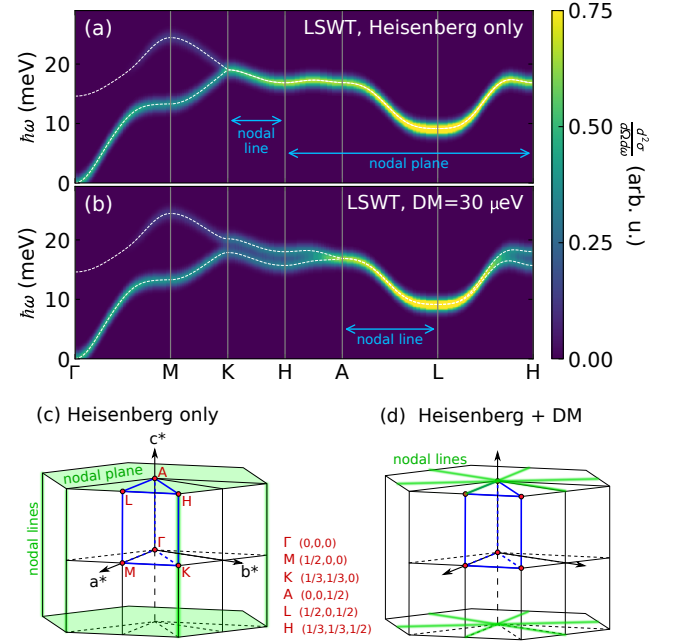 (a) LSWT, Heisenberg only
ħω (meV)
20
10
0
nodal
line
nodal plane
(b) LSWT, DM=30 μeV
ħω (meV)
20
10
0
nodal line
Γ M K H A L H
0.75
0.50
0.25
0.00
d²σ
dΩdω
(arb. u.)
(c) Heisenberg only
c*
nodal plane
A
L
H
nodal lines
Γ
M
K
a*
b*
Γ (0,0,0)
M (1/2,0,0)
K (1/3,1/3,0)
A (0,0,1/2)
L (1/2,0,1/2)
H (1/3,1/3,1/2)
(d) Heisenberg + DM
nodal lines